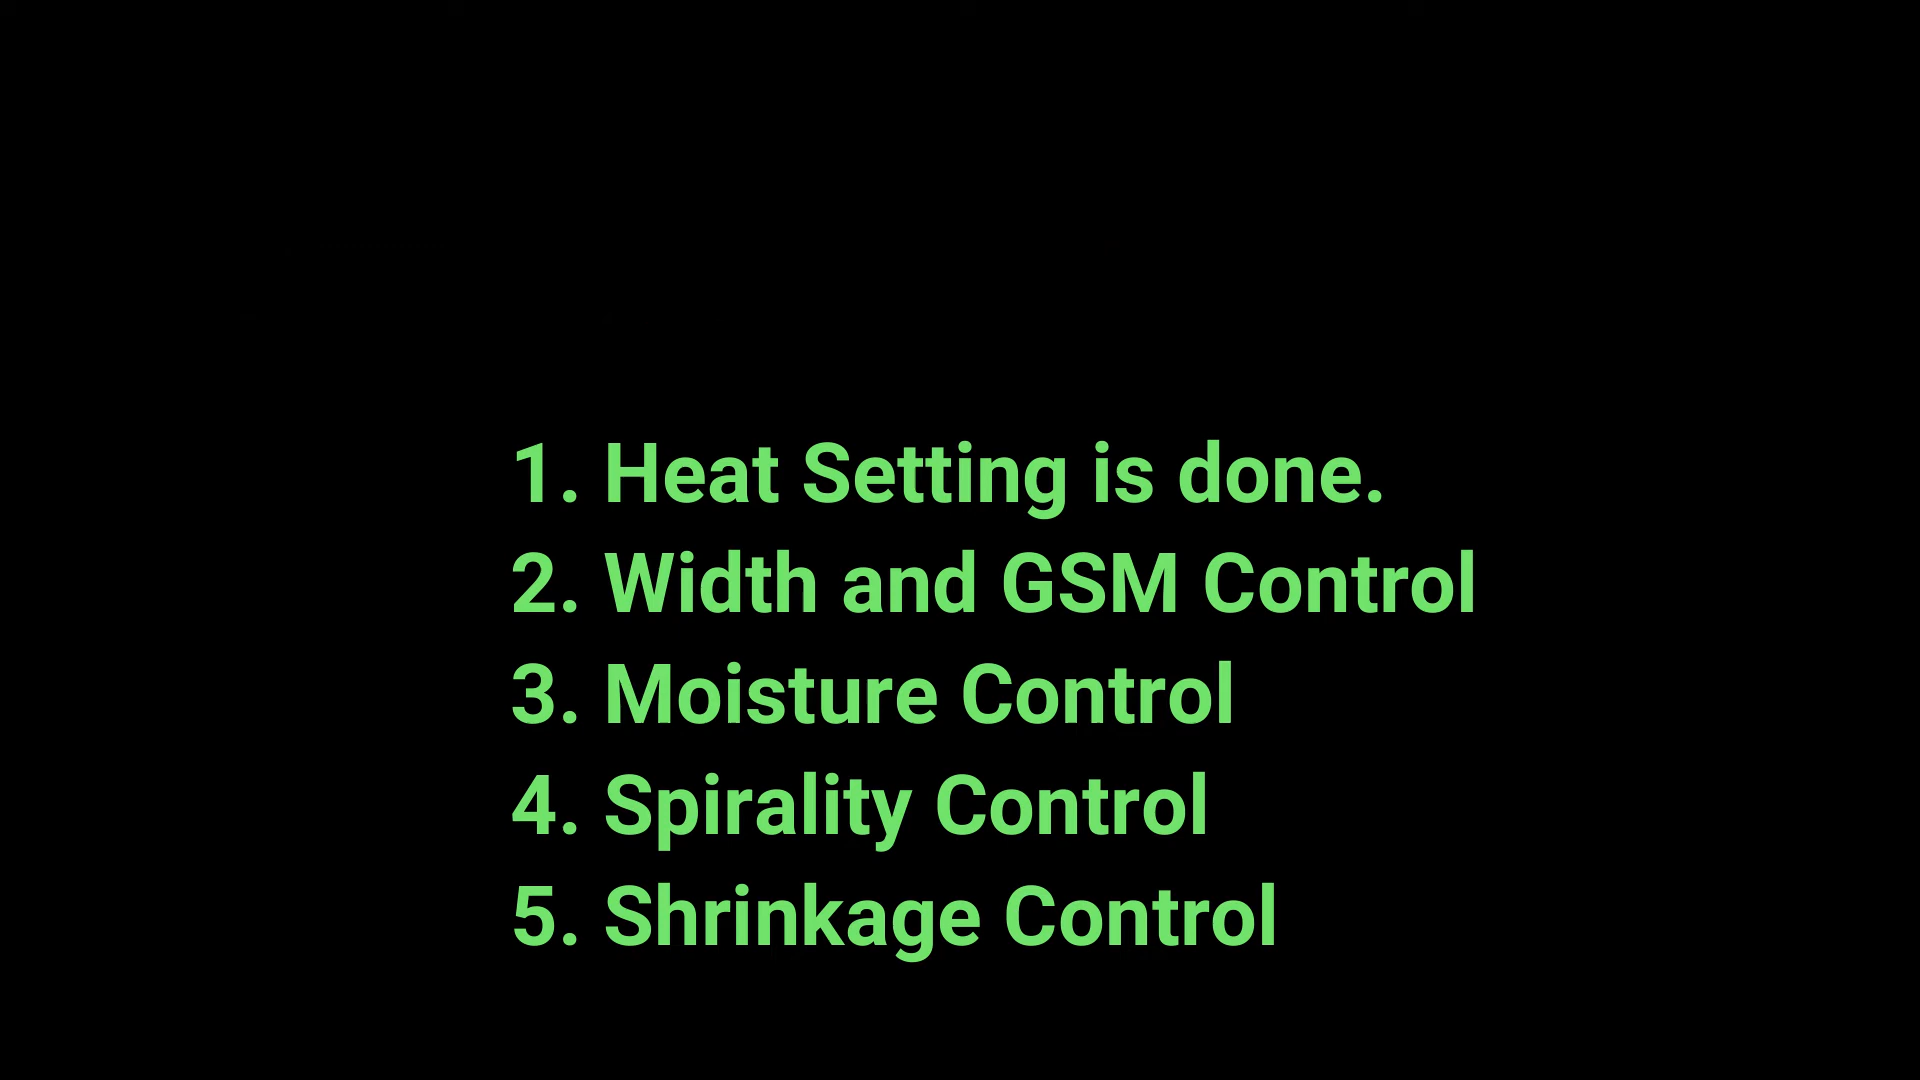 1. Heat Setting is done.
2. Width and GSM Control
3. Moisture Control
4. Spirality Control
5. Shrinkage Control